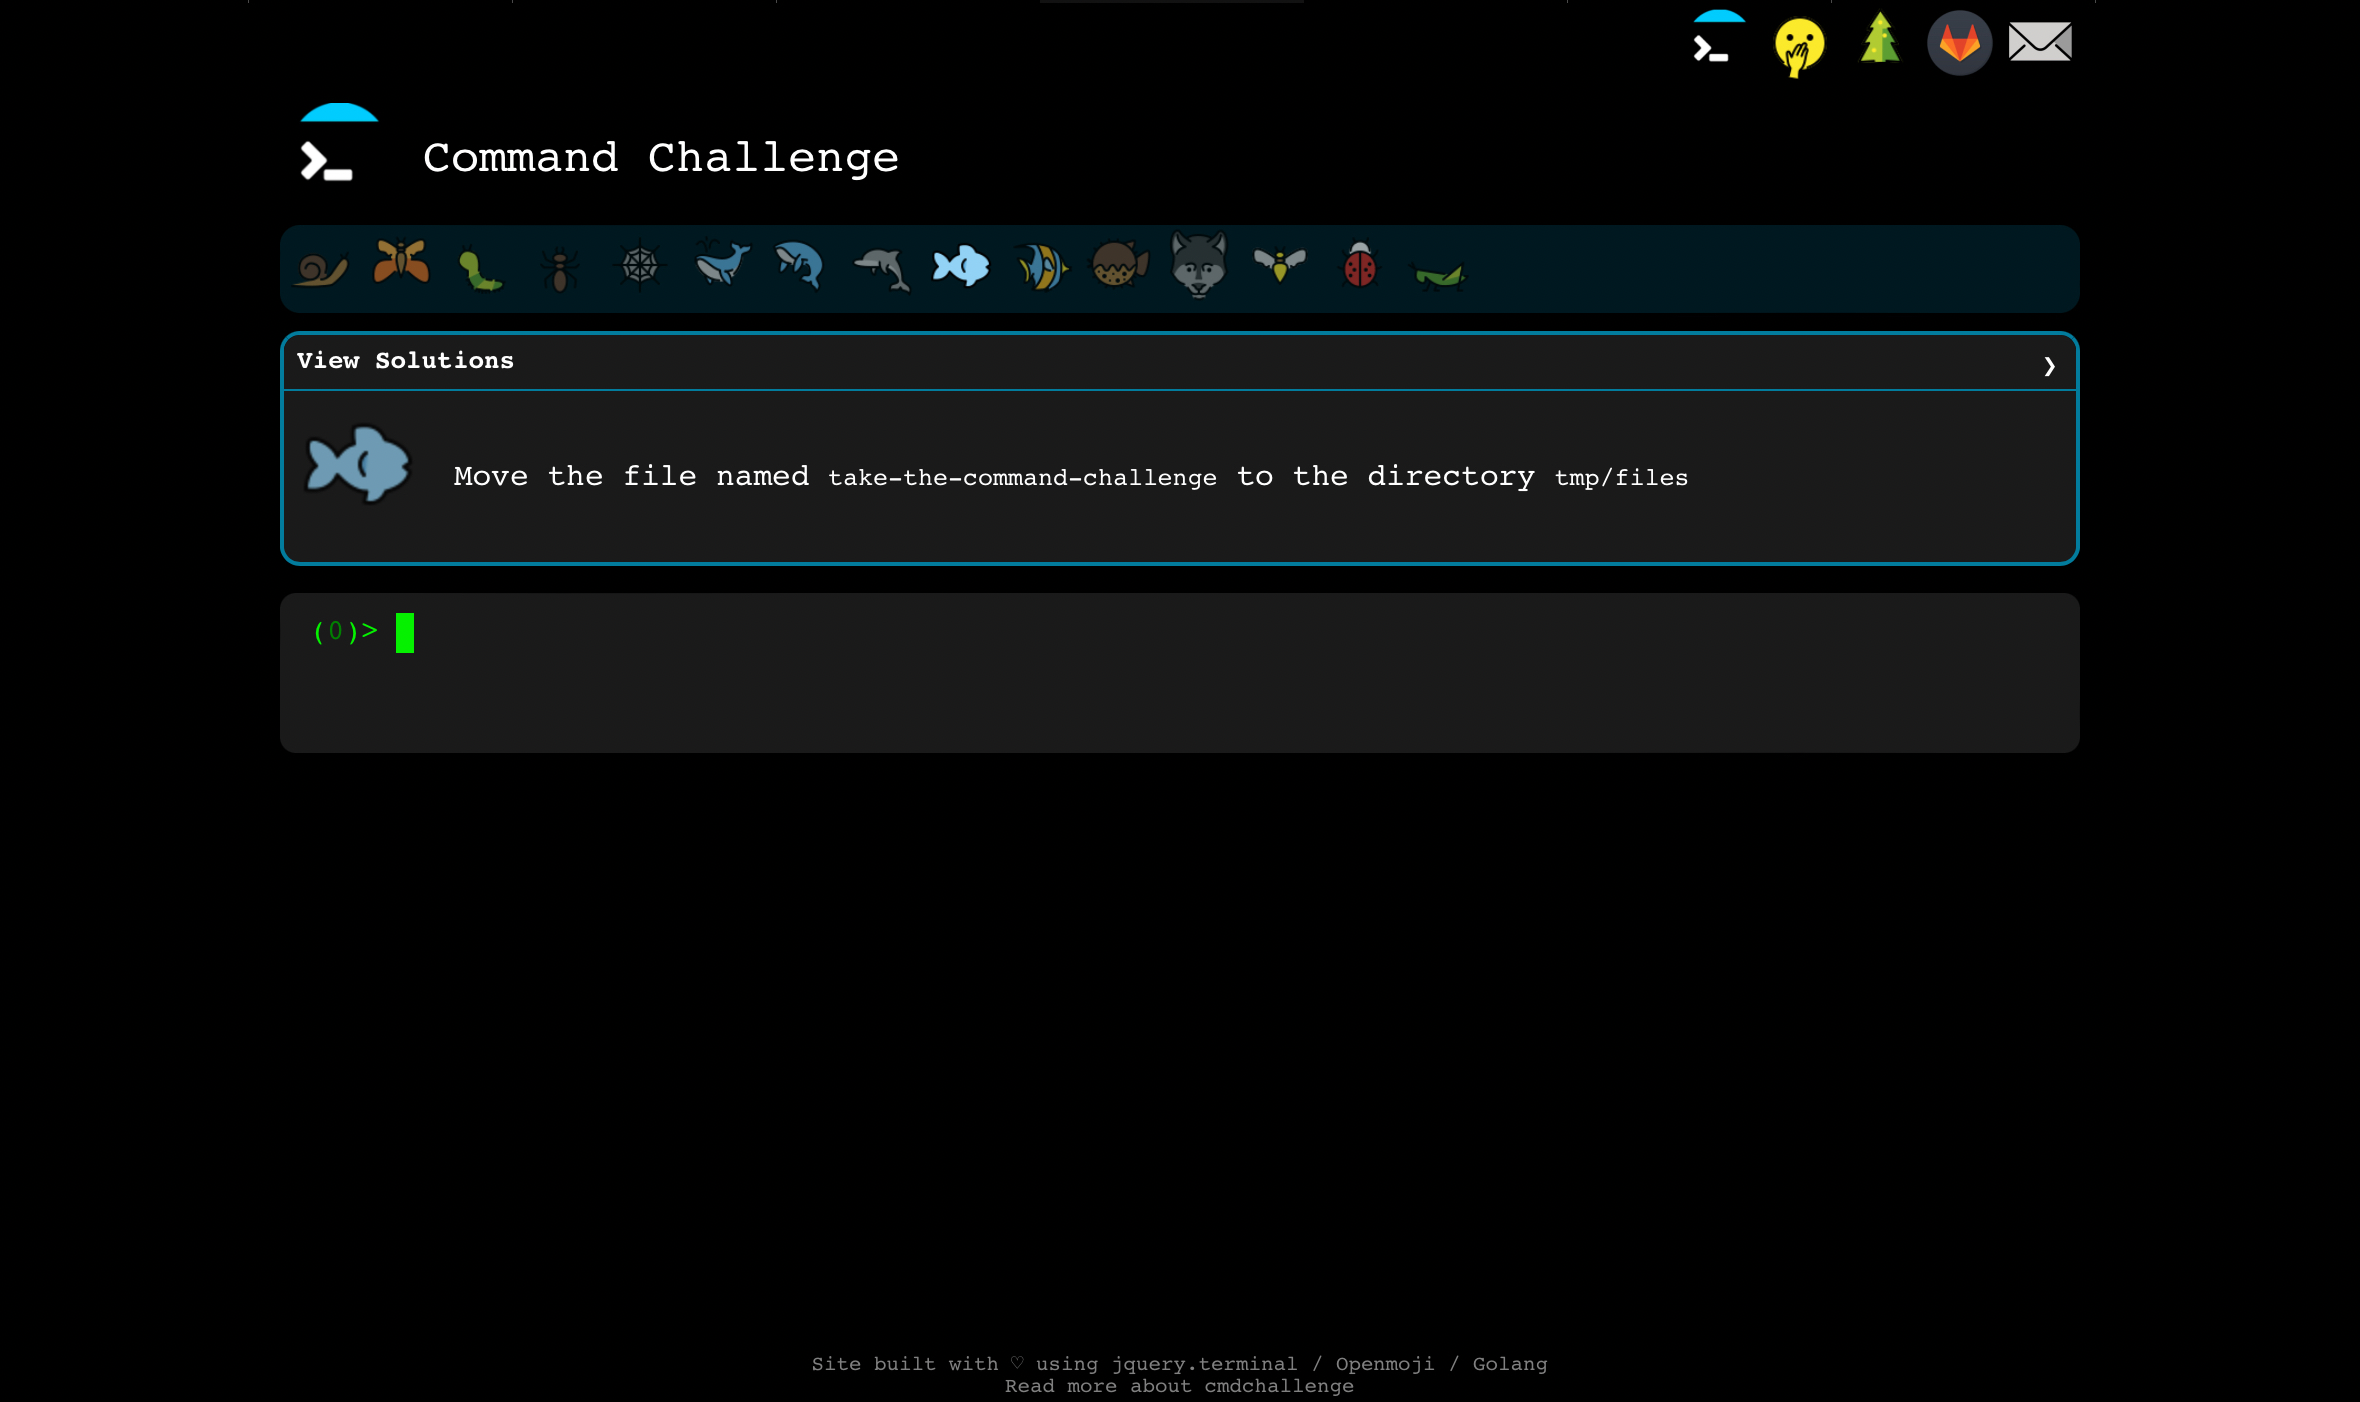 Command Challenge
View Solutions ❯
Move the file named take-the-command-challenge to the directory tmp/files
(0)>
Site built with ♡ using jquery.terminal / Openmoji / Golang
Read more about cmdchallenge